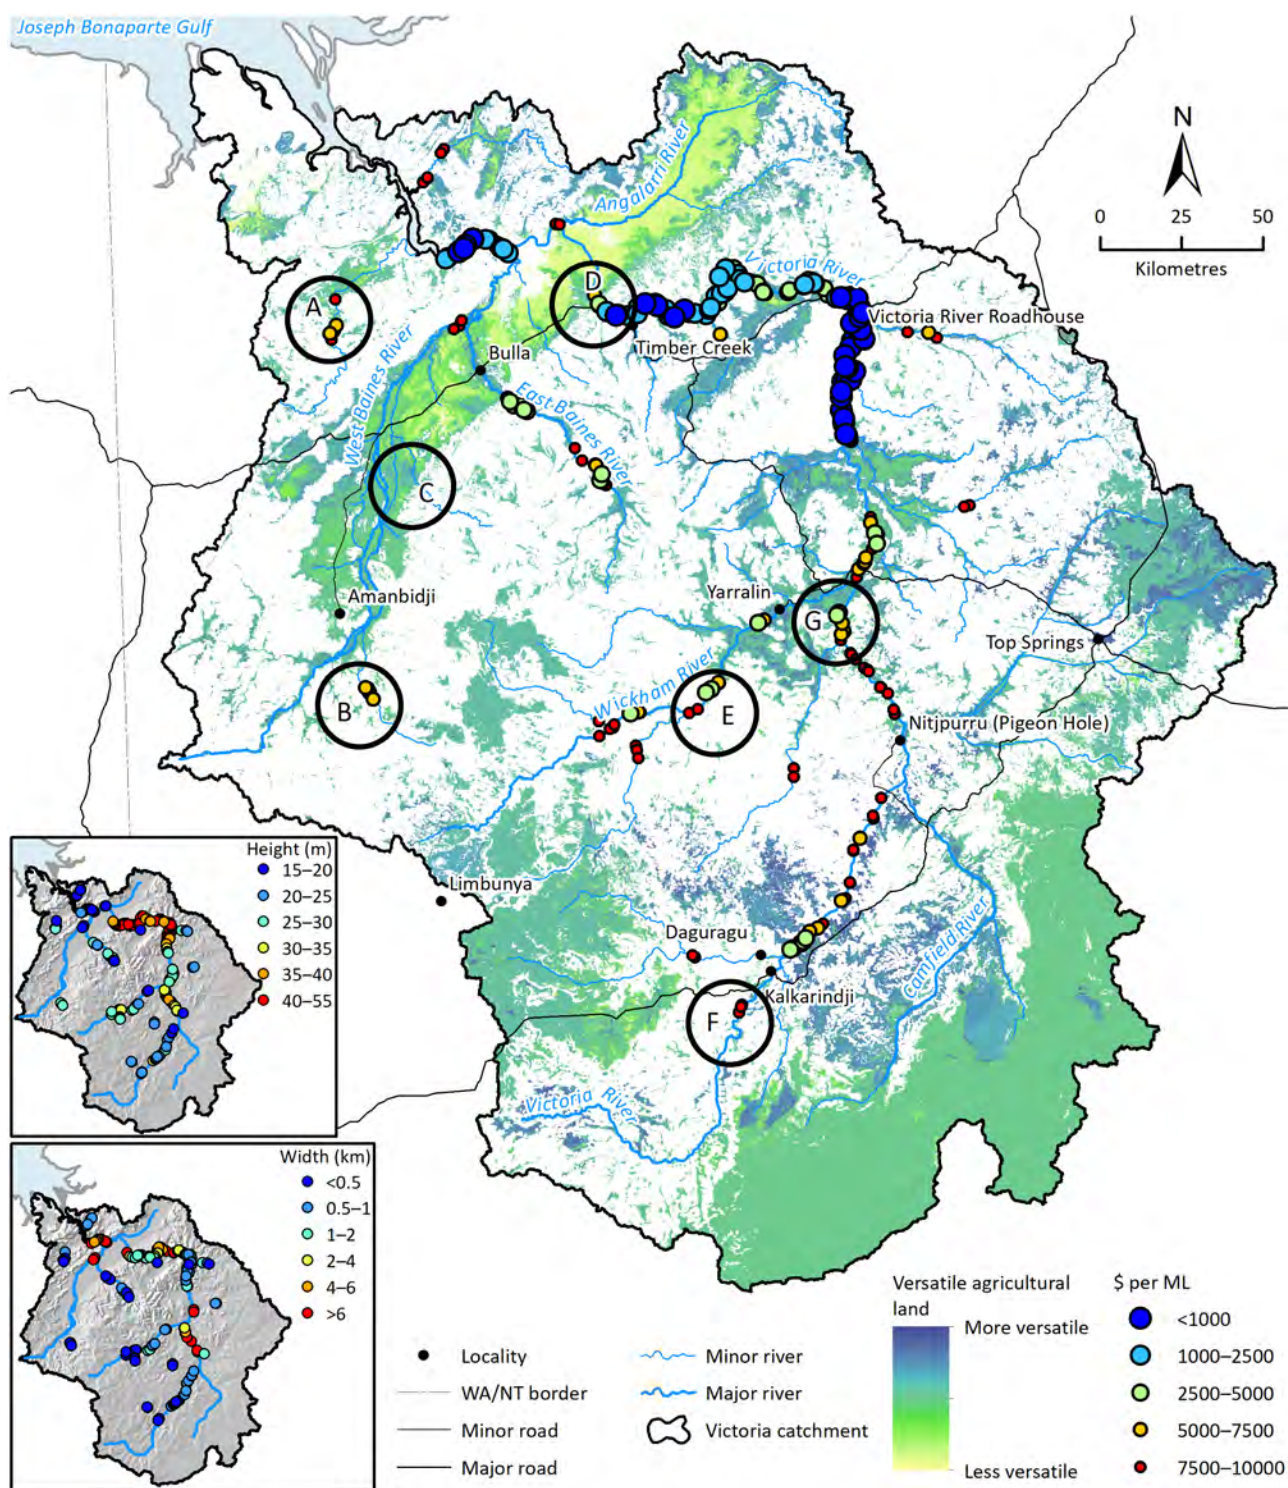 Joseph Bonaparte Gulf
N
0 25 50
Kilometres
Angalarri River
Victoria River
A
D
Victoria River Roadhouse
Timber Creek
Bulla
West Baines River
East Baines River
C
Amanbidji
Yarralin
G
Top Springs
B
Wickham River
E
Nitjpurru (Pigeon Hole)
Limbunya
Daguragu
Camfield River
Kalkarindji
F
Victoria River
Height (m)
15–20
20–25
25–30
30–35
35–40
40–55
Width (km)
<0.5
0.5–1
1–2
2–4
4–6
>6
Locality
WA/NT border
Minor road
Major road
Minor river
Major river
Victoria catchment
Versatile agricultural
land
More versatile
Less versatile
$ per ML
<1000
1000–2500
2500–5000
5000–7500
7500–10000